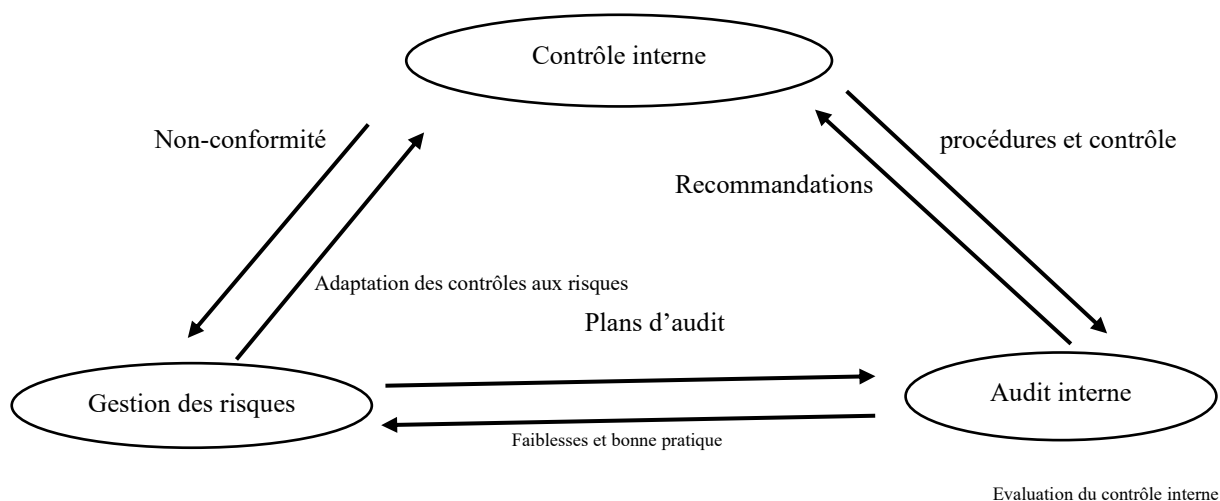 Contrôle interne
Non-conformité
procédures et contrôle
Recommandations
Adaptation des contrôles aux risques
Plans d’audit
Gestion des risques
Audit interne
Faiblesses et bonne pratique
Evaluation du contrôle interne